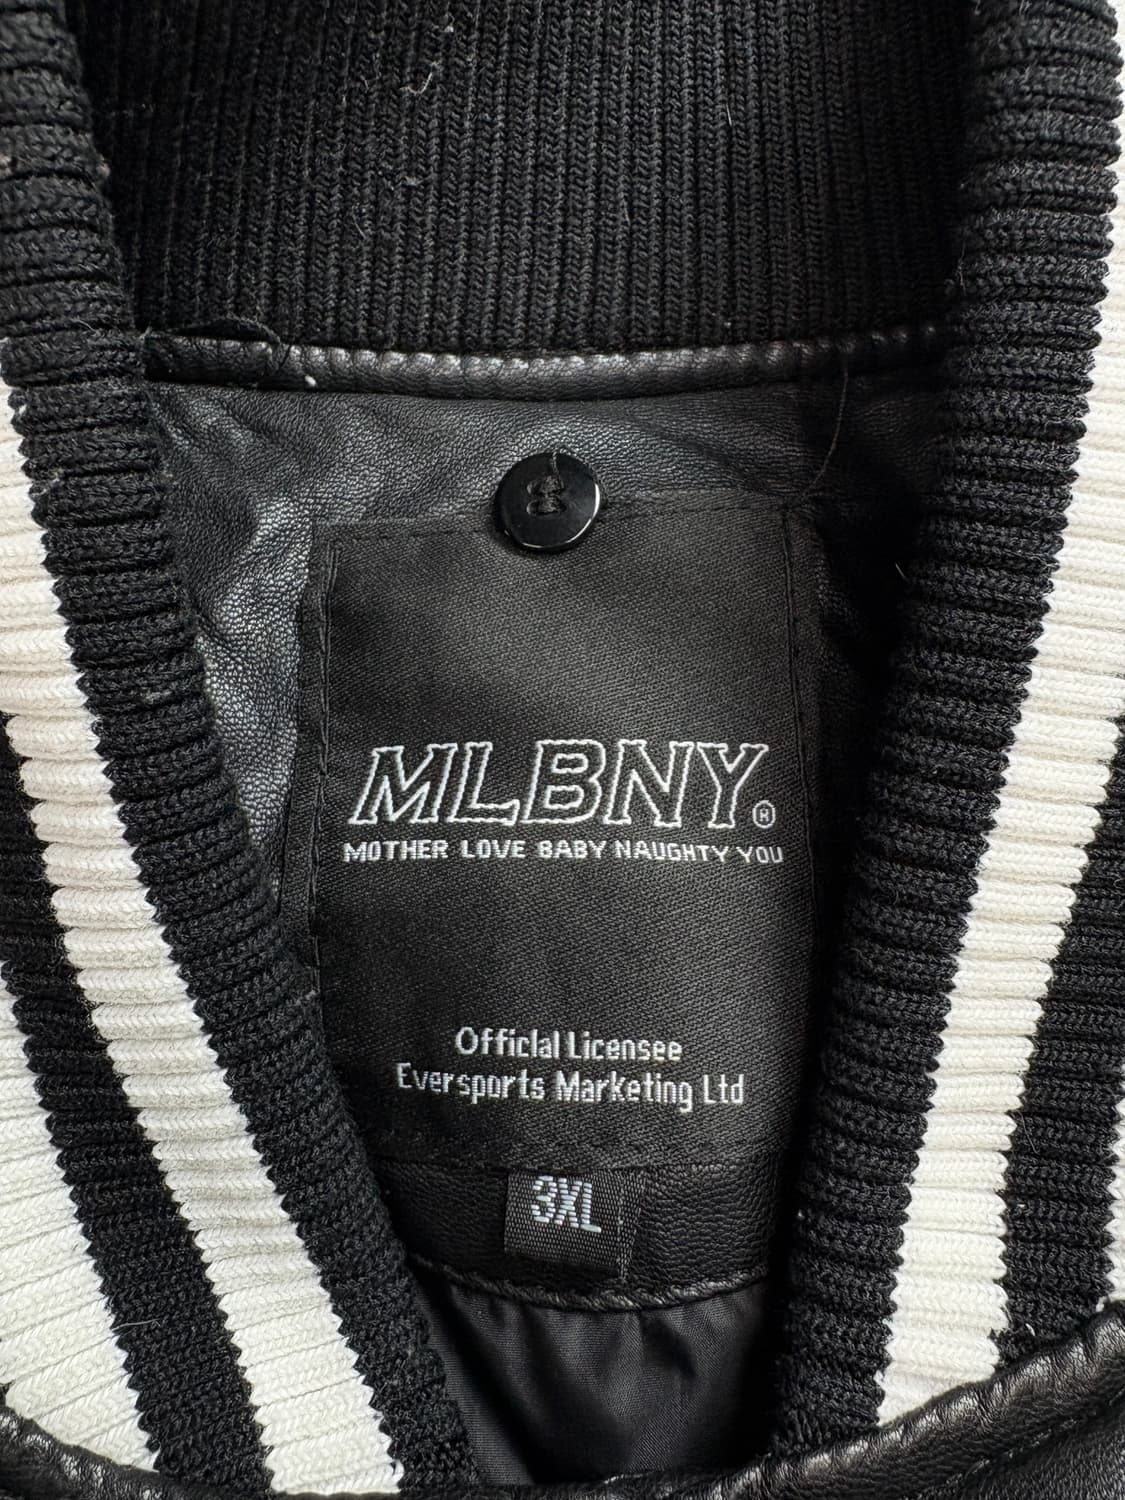 MLBNY®
MOTHER LOVE BABY NAUGHTY YOU
Official Licensee
Eversports Marketing Ltd
3XL